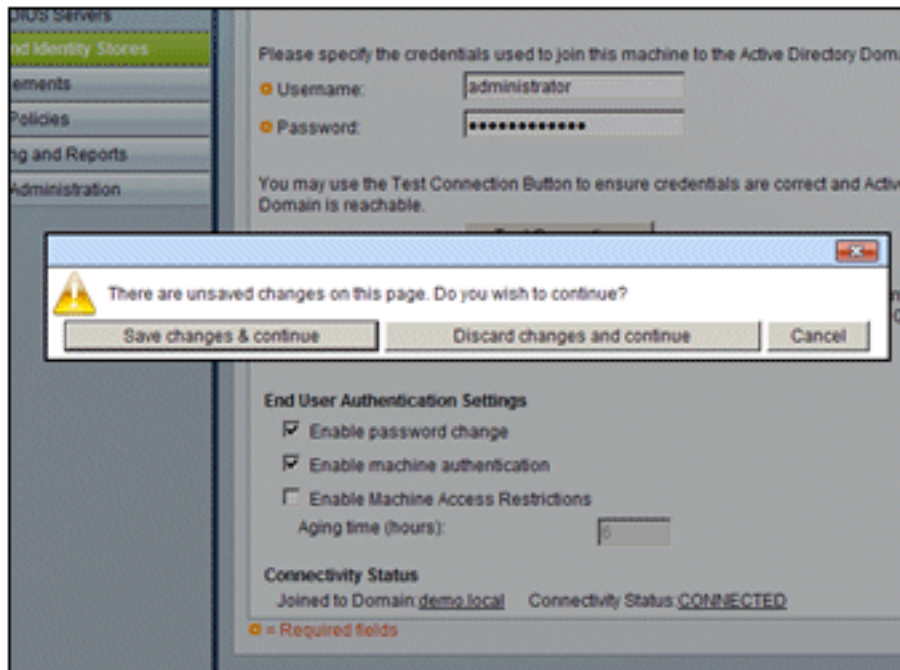 DIUS Servers
nd Identity Stores
ements
Policies
ng and Reports
Administration
Please specify the credentials used to join this machine to the Active Directory Doma
Username:
administrator
Password:
You may use the Test Connection Button to ensure credentials are correct and Active
Domain is reachable.
There are unsaved changes on this page. Do you wish to continue?
Save changes & continue
Discard changes and continue
Cancel
End User Authentication Settings
Enable password change
Enable machine authentication
Enable Machine Access Restrictions
Aging time (hours):
6
Connectivity Status
Joined to Domain:demo.local Connectivity Status:CONNECTED
= Required fields